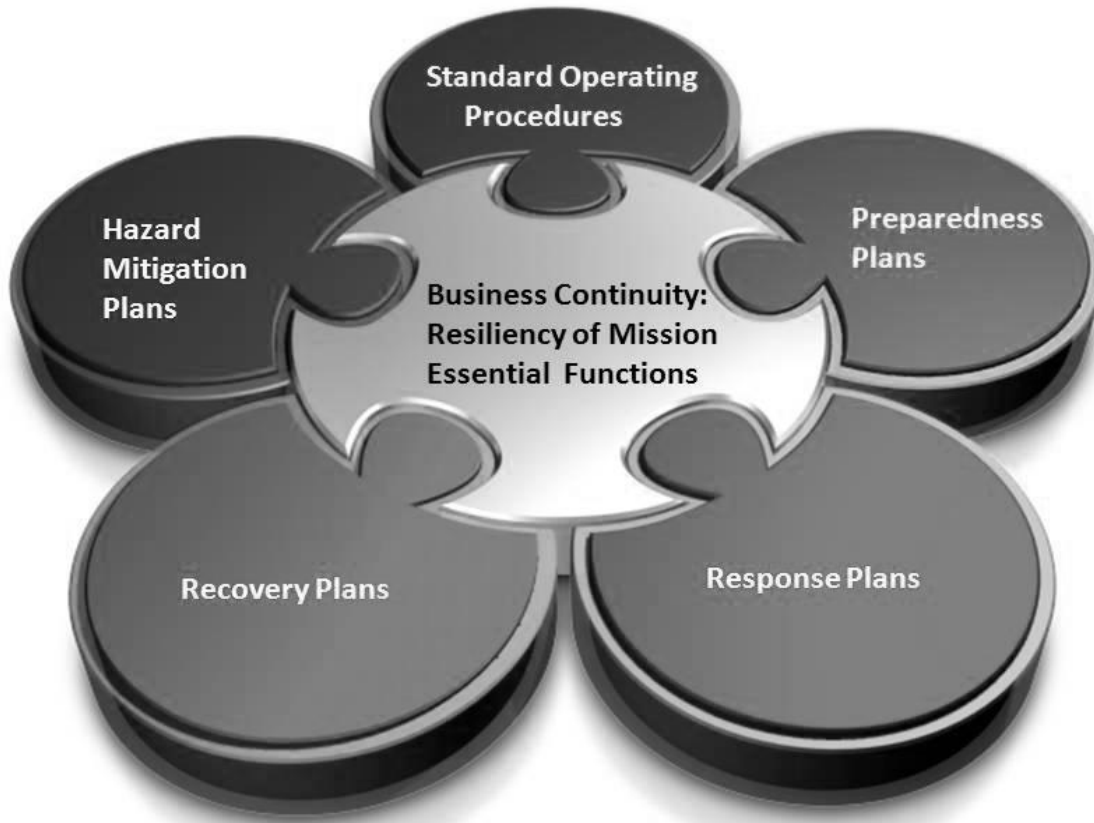 Standard Operating
Procedures
Hazard
Mitigation
Plans
Preparedness
Plans
Business Continuity:
Resiliency of Mission
Essential Functions
Recovery Plans
Response Plans